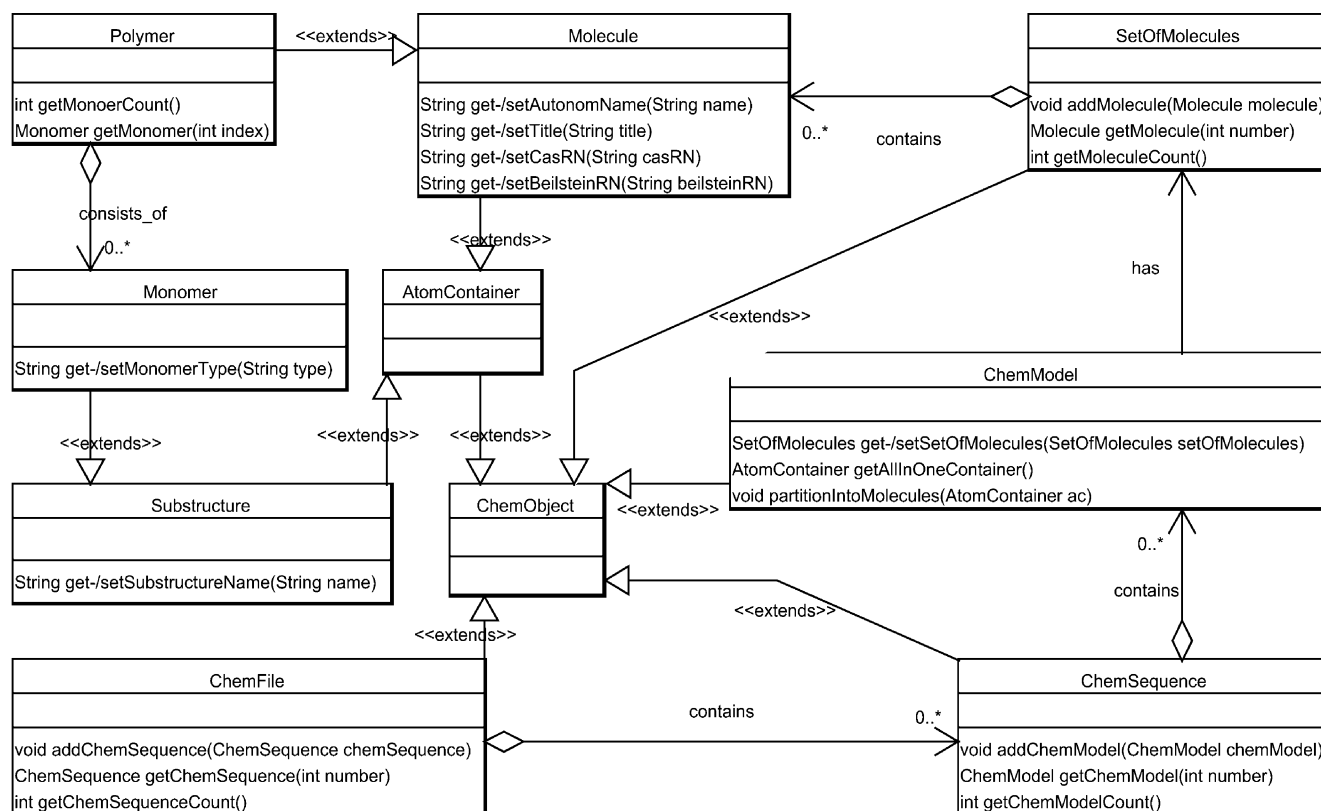 Polymer
<<extends>>
Molecule
SetOfMolecules
int getMonoerCount()
Monomer getMonomer(int index)
String get-/setAutonomName(String name)
String get-/setTitle(String title)
String get-/setCasRN(String casRN)
String get-/setBeilsteinRN(String beilsteinRN)
0..*
contains
void addMolecule(Molecule molecule)
Molecule getMolecule(int number)
int getMoleculeCount()
consists_of
0..*
<<extends>>
has
Monomer
AtomContainer
<<extends>>
String get-/setMonomerType(String type)
ChemModel
<<extends>>
<<extends>>
<<extends>>
SetOfMolecules get-/setSetOfMolecules(SetOfMolecules setOfMolecules)
AtomContainer getAllInOneContainer()
void partitionIntoMolecules(AtomContainer ac)
Substructure
ChemObject
<<extends>>
0..*
String get-/setSubstructureName(String name)
contains
<<extends>>
<<extends>>
ChemFile
ChemSequence
contains
0..*
void addChemSequence(ChemSequence chemSequence)
ChemSequence getChemSequence(int number)
int getChemSequenceCount()
void addChemModel(ChemModel chemModel)
ChemModel getChemModel(int number)
int getChemModelCount()